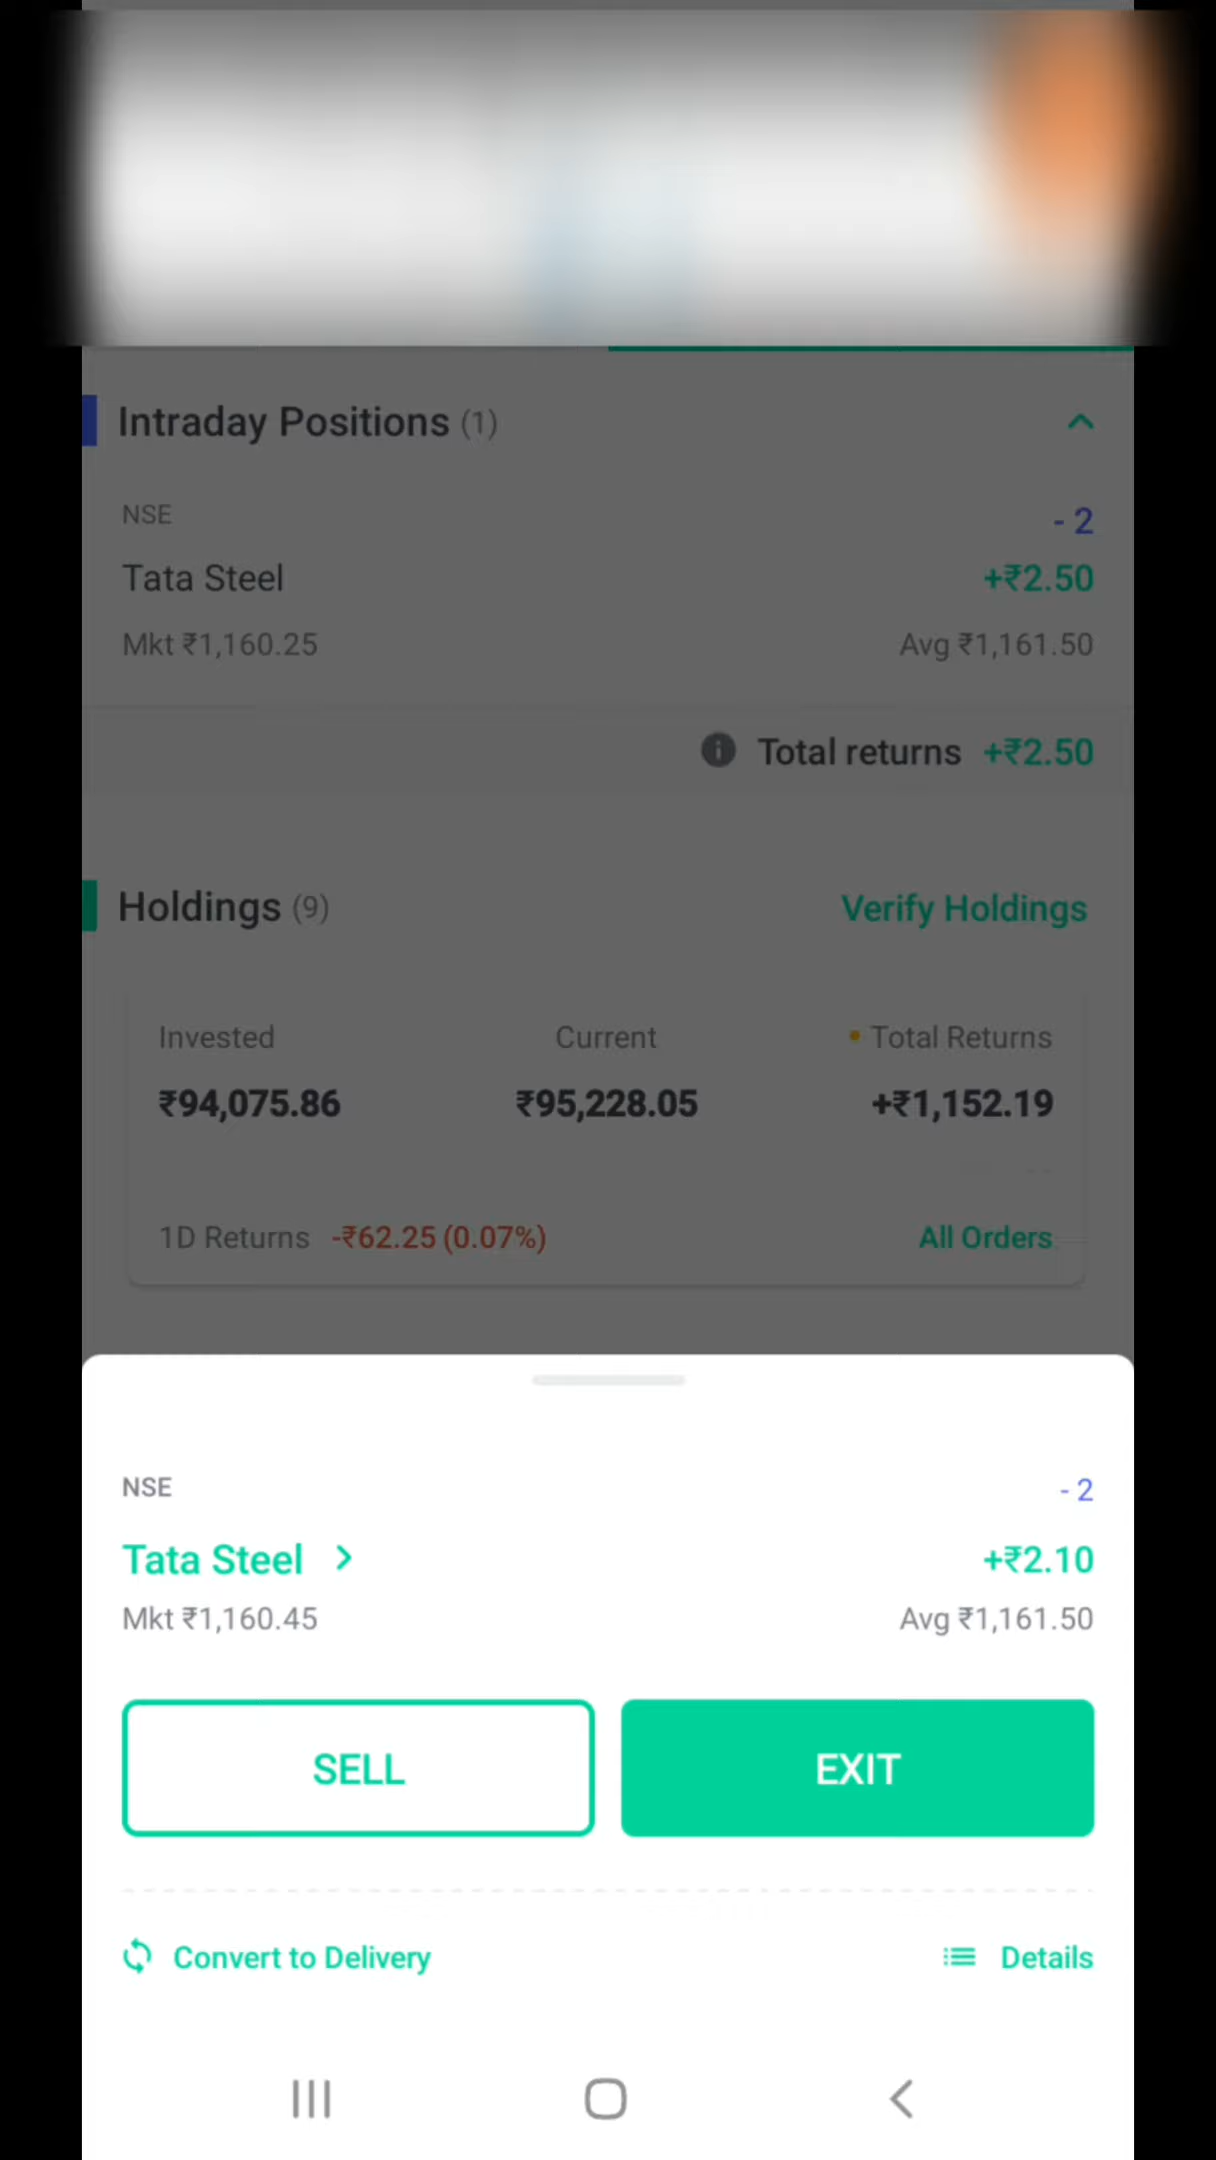 Intraday Positions (1)
NSE - 2
Tata Steel +₹2.50
Mkt ₹1,160.25 Avg ₹1,161.50
Total returns +₹2.50
Holdings (9) Verify Holdings
Invested Current Total Returns
₹94,075.86 ₹95,228.05 +₹1,152.19
1D Returns -₹62.25 (0.07%) All Orders
NSE - 2
Tata Steel +₹2.10
Mkt ₹1,160.45 Avg ₹1,161.50
SELL EXIT
Convert to Delivery Details